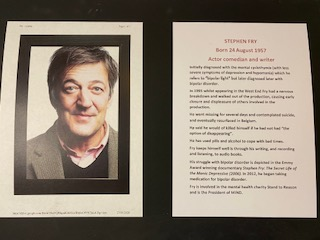 STEPHEN FRY
Born 24 August 1957
Actor comedian and writer
Initially diagnosed with the mental cyclothymia (with less
severe symptoms of depression and hypomania) which he
refers to "bipolar-light" but later diagnosed later with
bipolar disorder.
In 1995 whilst appearing in the West End Fry had a nervous
breakdown and walked out of the production, causing early
closure and displeasure of others involved in the
production.
He went missing for several days and contemplated suicide,
and eventually resurfaced in Belgium.
He said he would of killed himself if he had not had "the
option of disappearing".
He has used pills and alcohol to cope with bad times.
Fry keeps himself well is through his writing, and recording
and listening, to audio books.
His struggle with bipolar disorder is depicted in the Emmy
Award-winning documentary Stephen Fry: The Secret Life of
the Manic Depressive (2006). In 2012, he began taking
medication for bipolar disorder.
Fry is involved in the mental health charity Stand to Reason
and is the President of MIND.